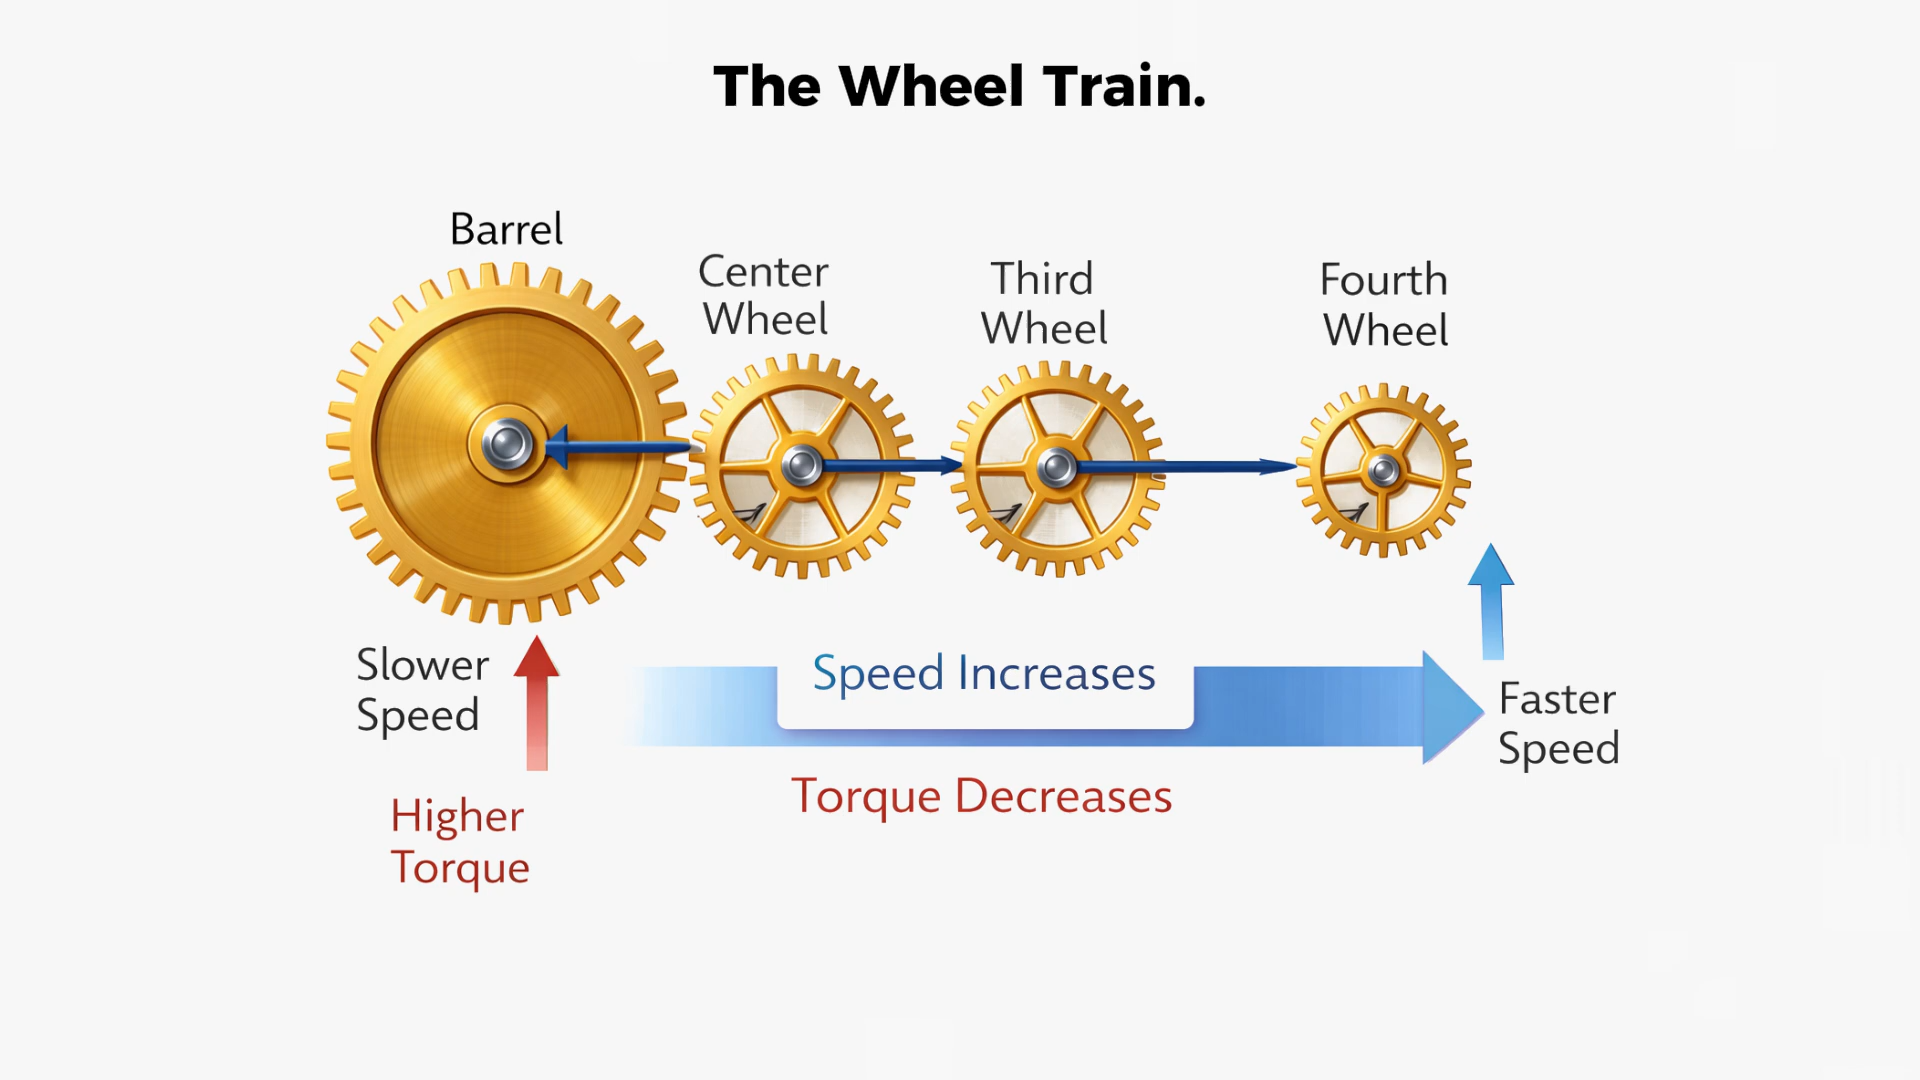 The Wheel Train.
Barrel
Center
Wheel
Third
Wheel
Fourth
Wheel
Slower
Speed
Higher
Torque
Speed Increases
Torque Decreases
Faster
Speed